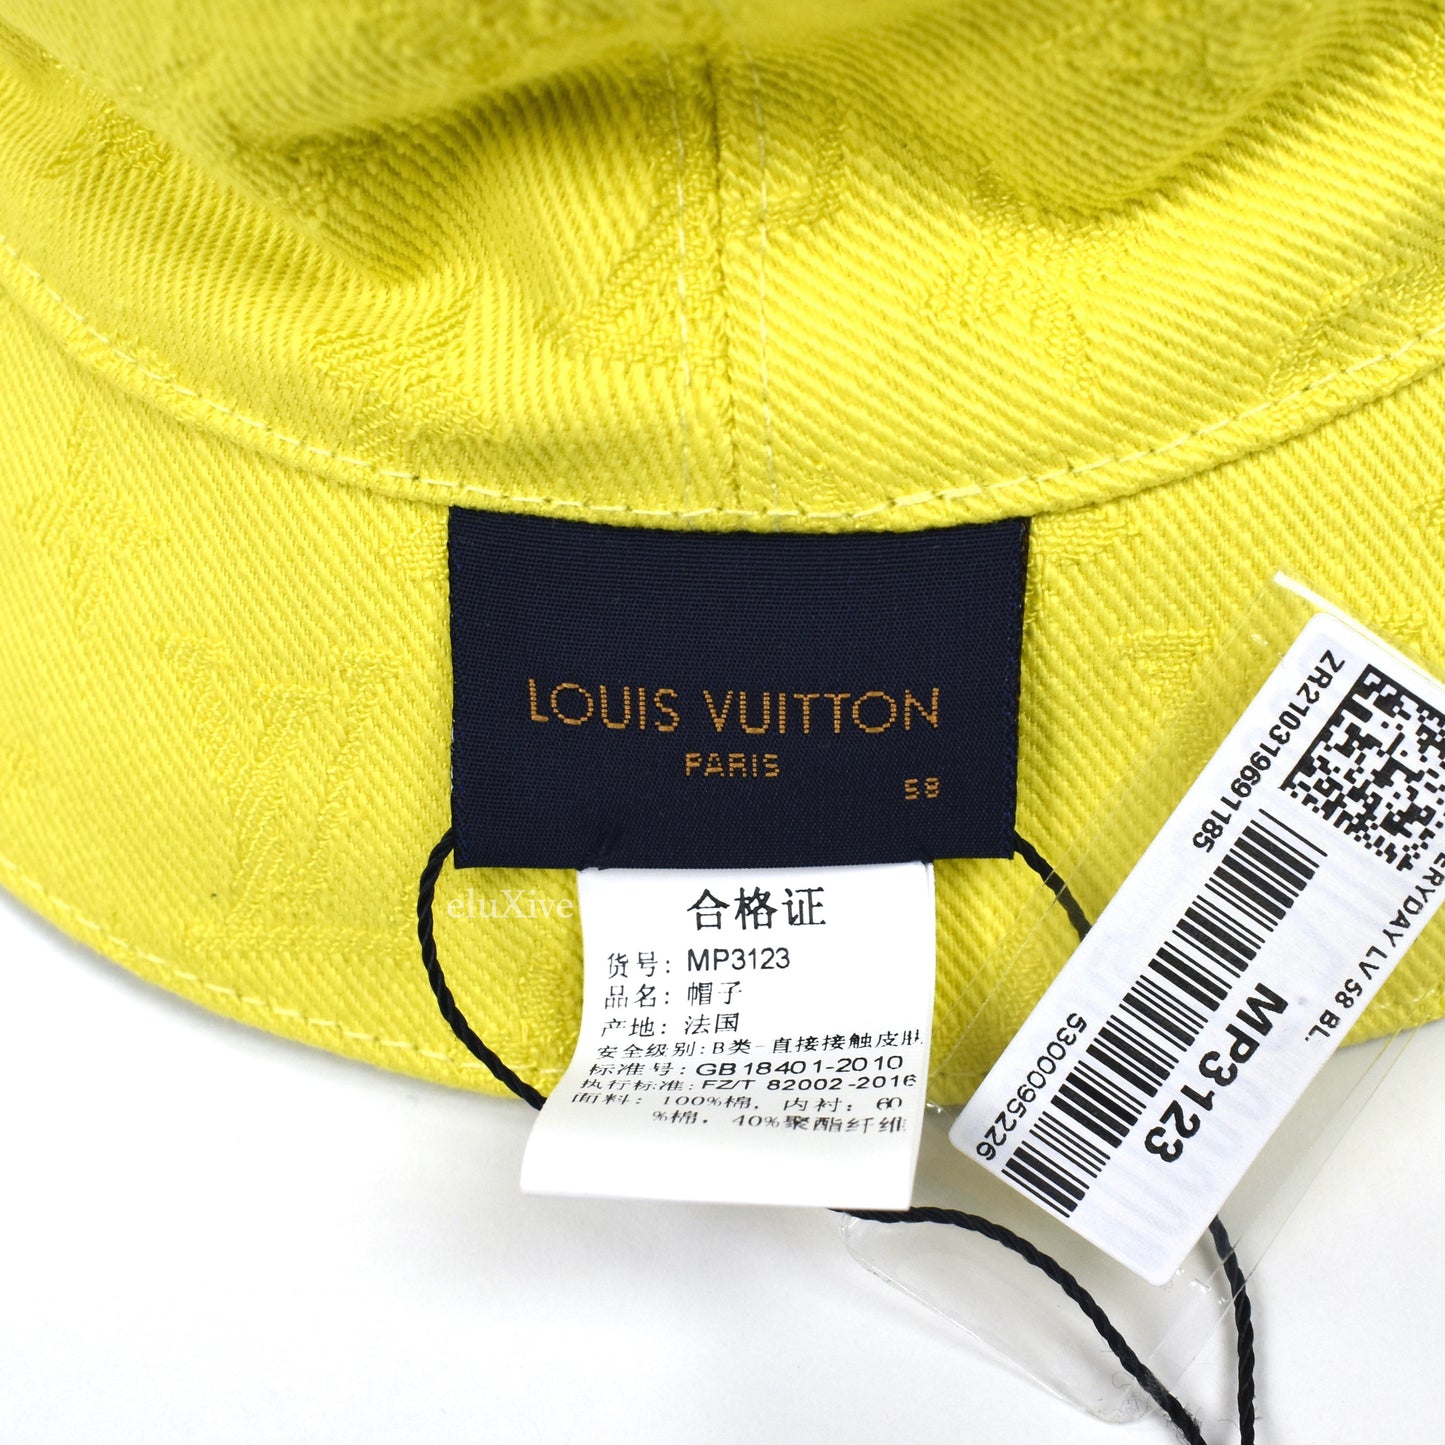 LOUIS VUITTON
PARIS
58
eluXive
合格证
货号: MP3123
品名: 帽子
产地: 法国
安全级别: B类-直接接触皮肤
标准号: GB18401-2010
执行标准: FZ/T 82002-2016
面料: 100%棉, 内衬: 60
%棉, 40%聚酯纤维
ERYDAY LV 58 BL.
ZR210319691185
MP3123
5300095226